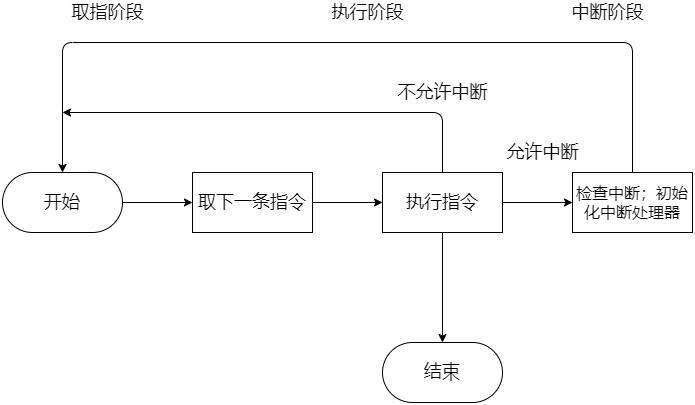 取指阶段
执行阶段
中断阶段
不允许中断
允许中断
开始
取下一条指令
执行指令
检查中断；初始
化中断处理器
结束